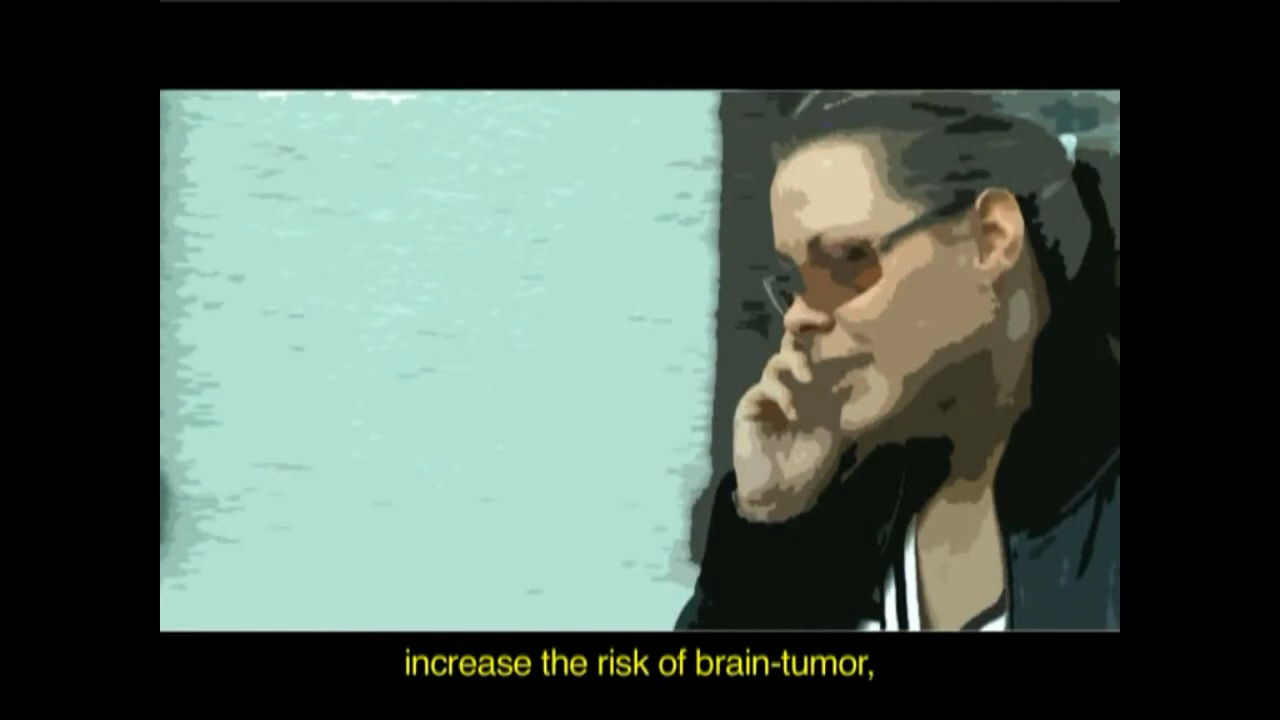 increase the risk of brain-tumor,